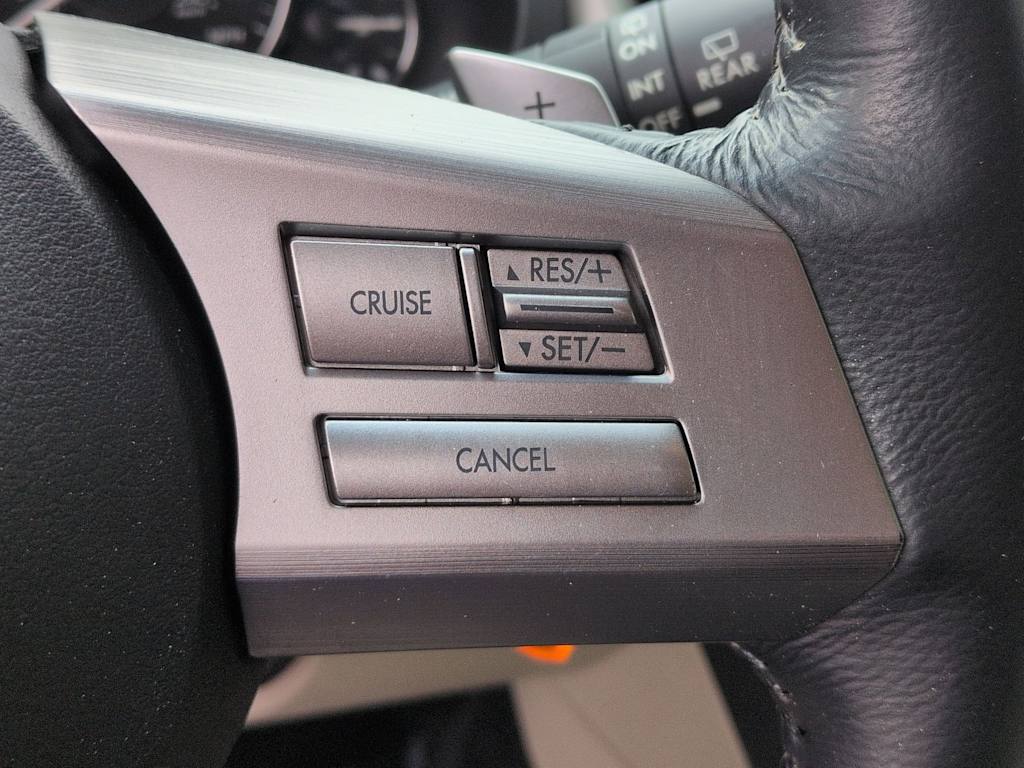 ON
INT
OFF
REAR
+
CRUISE
▲ RES/+
▼ SET/−
CANCEL